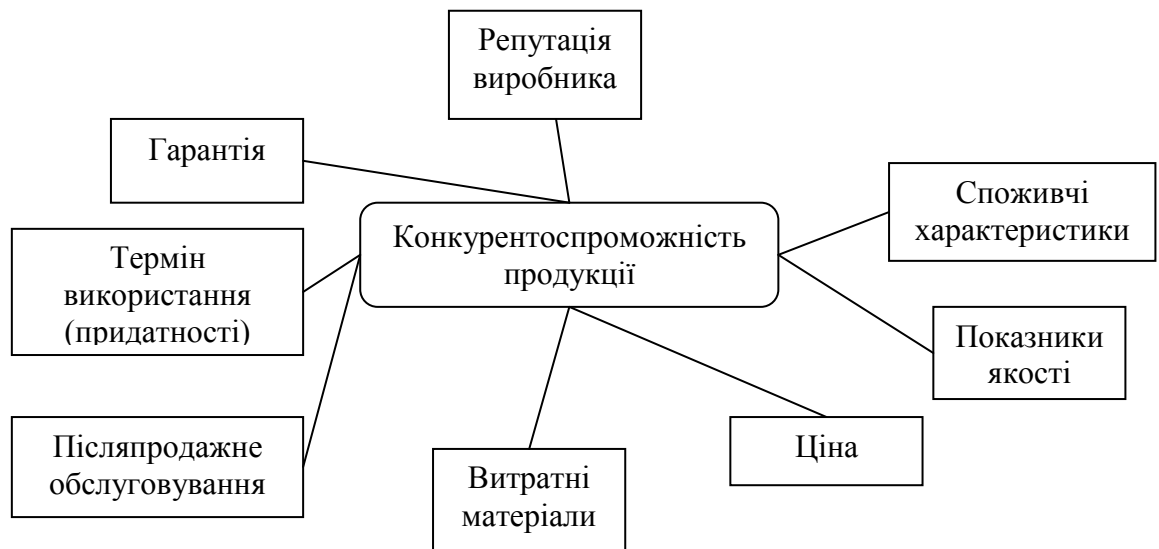 Репутація
виробника
Гарантія
Споживчі
характеристики
Конкурентоспроможність
продукції
Термін
використання
(придатності)
Показники
якості
Післяпродажне
обслуговування
Ціна
Витратні
матеріали